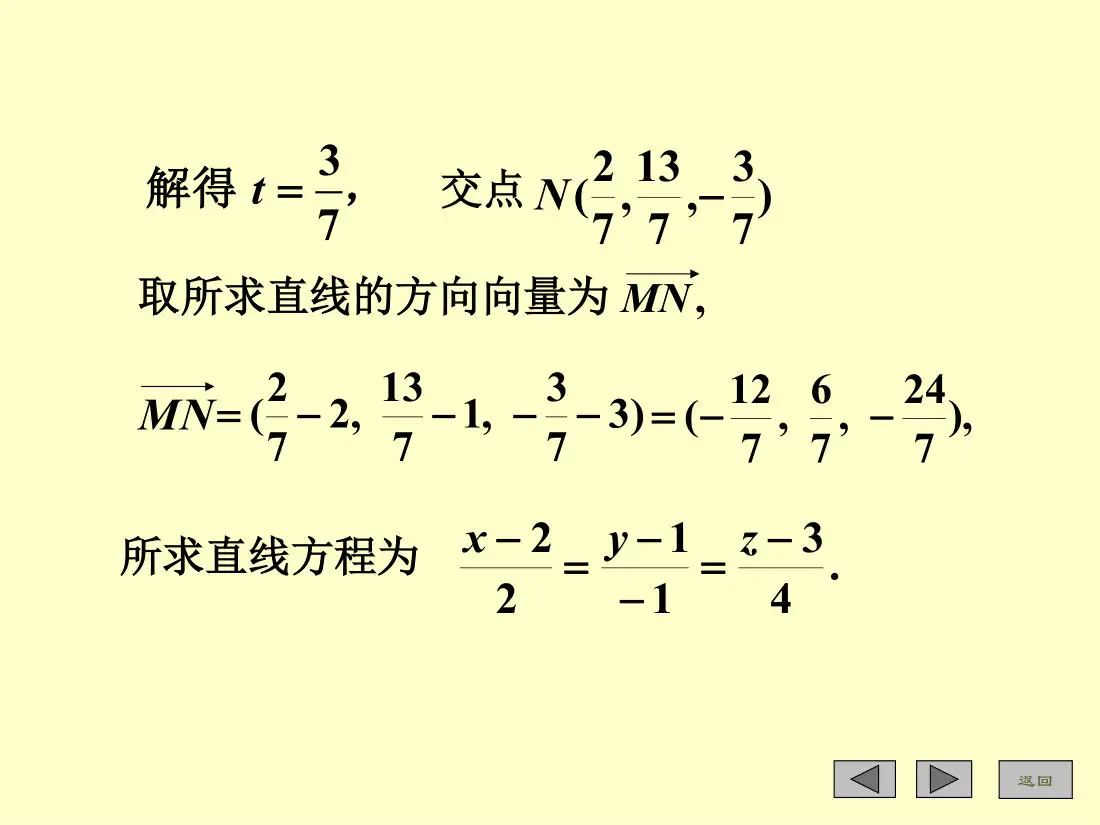 解得 t = 3/7， 交点 N(2/7, 13/7, −3/7)
取所求直线的方向向量为 MN,
MN = (2/7 − 2, 13/7 − 1, −3/7 − 3) = (−12/7, 6/7, −24/7),
所求直线方程为 (x − 2)/2 = (y − 1)/−1 = (z − 3)/4.
返回